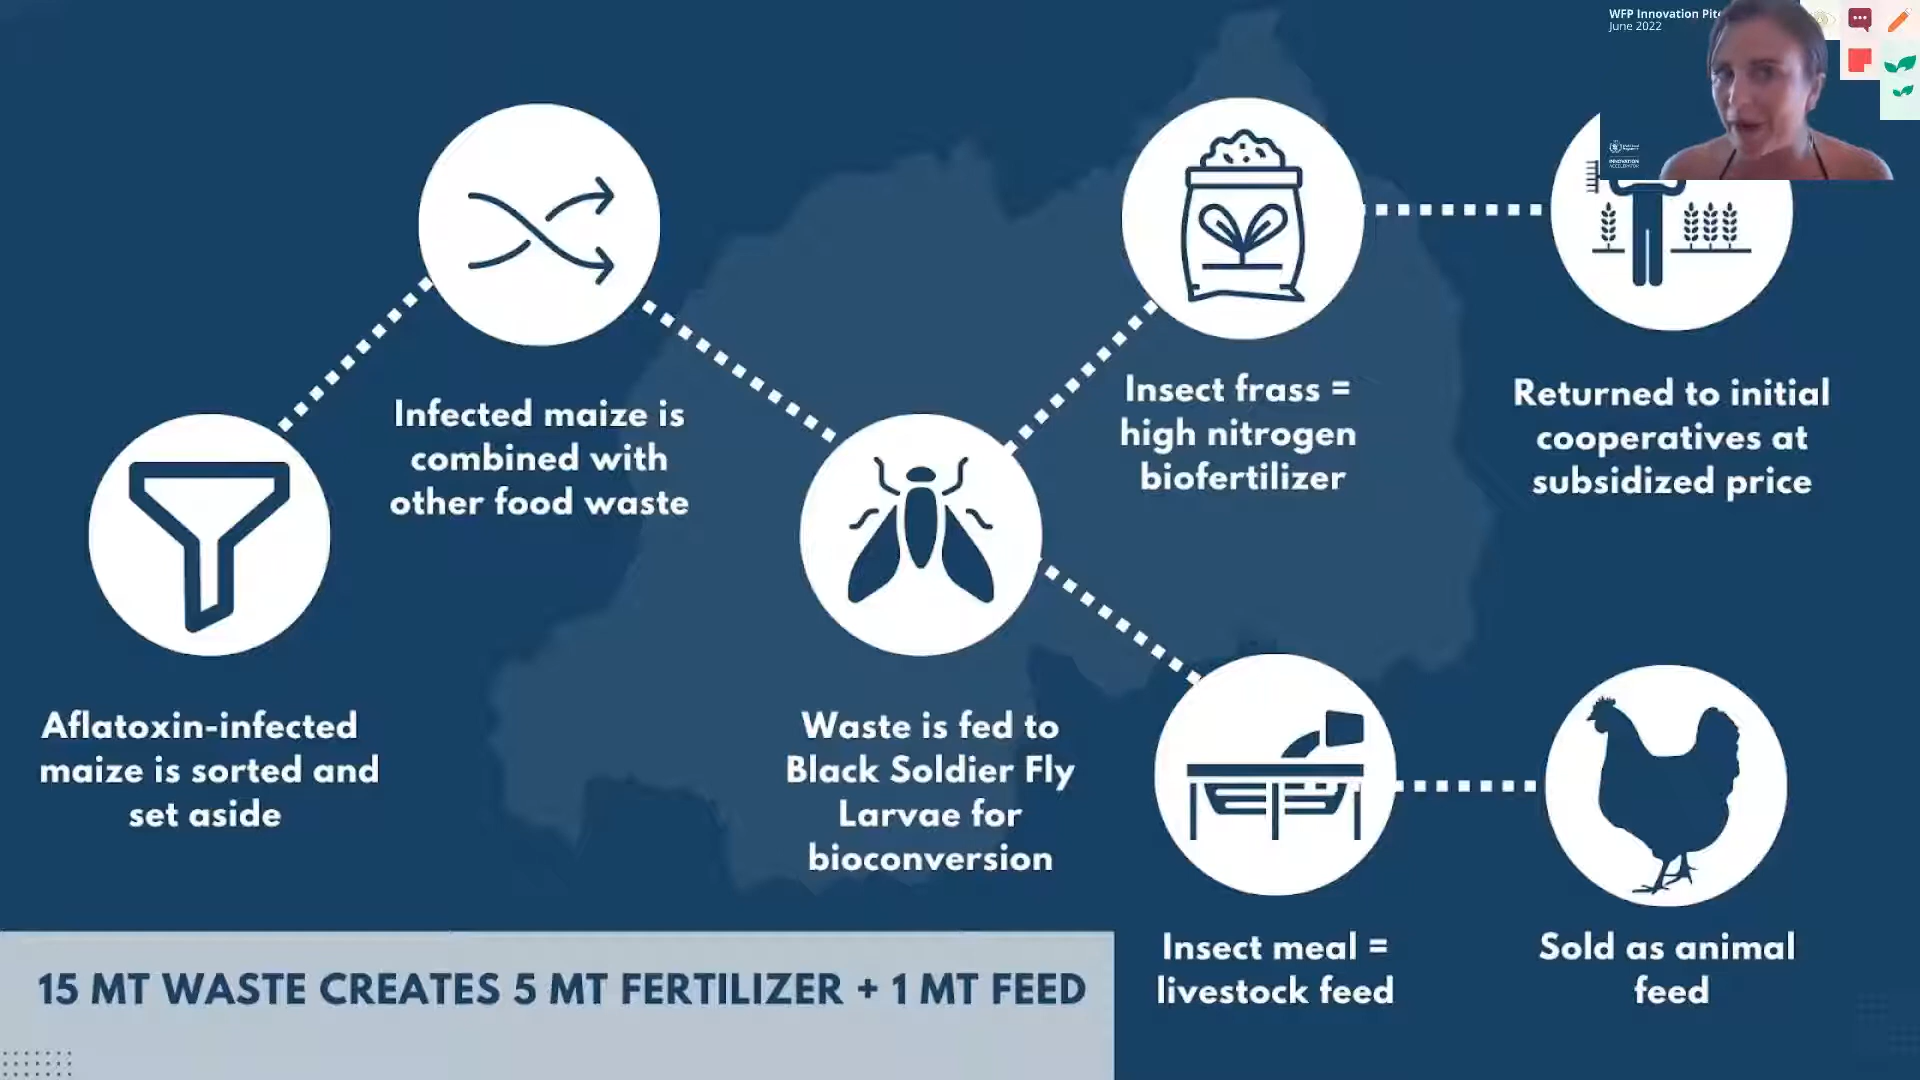 WFP Innovation Pit
June 2022
Infected maize is
combined with
other food waste
Insect frass =
high nitrogen
biofertilizer
Returned to initial
cooperatives at
subsidized price
Aflatoxin-infected
maize is sorted and
set aside
Waste is fed to
Black Soldier Fly
Larvae for
bioconversion
Insect meal =
livestock feed
Sold as animal
feed
15 MT WASTE CREATES 5 MT FERTILIZER + 1 MT FEED
INNOVATION
ACCELERATOR